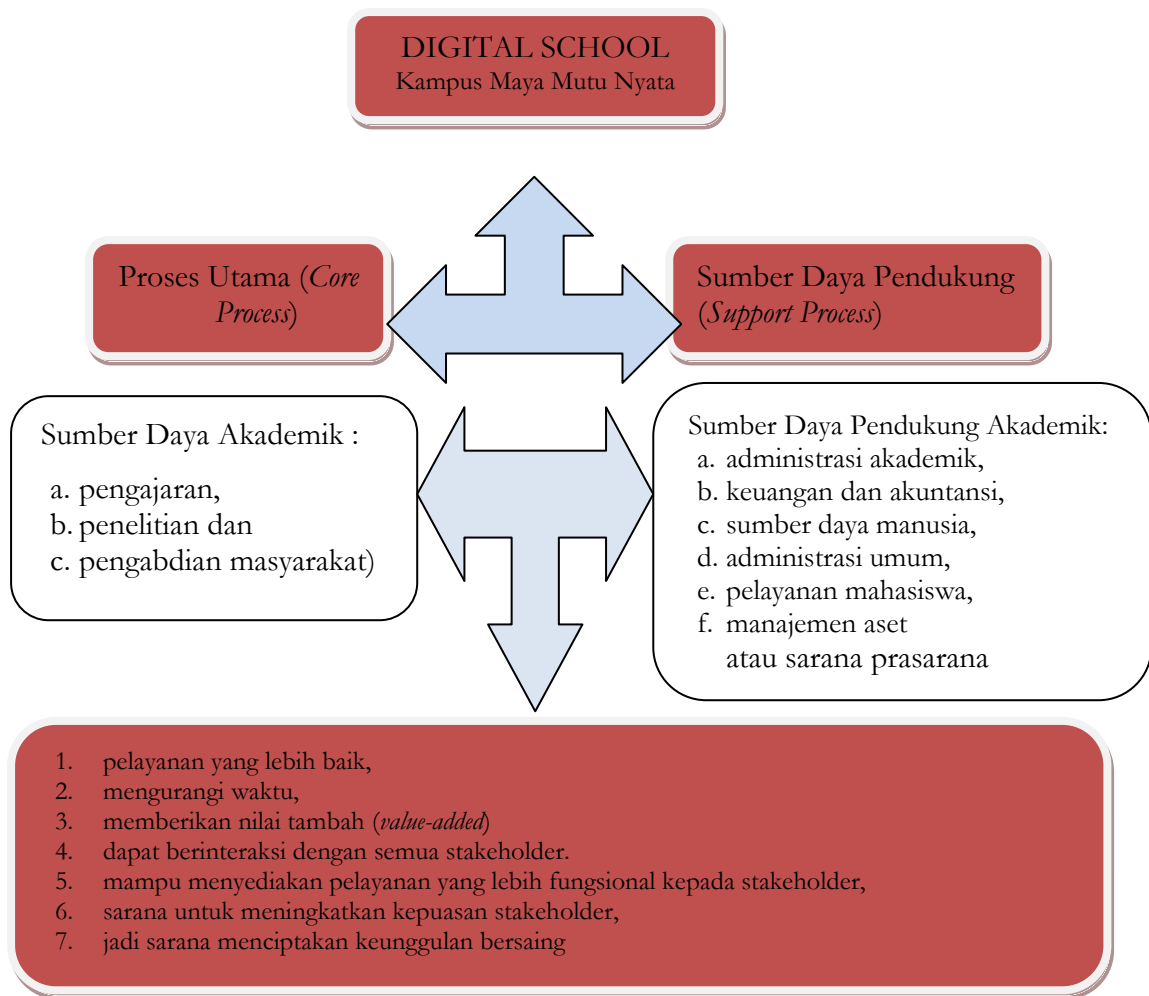 DIGITAL SCHOOL
Kampus Maya Mutu Nyata
Proses Utama (Core
Process)
Sumber Daya Pendukung
(Support Process)
Sumber Daya Akademik :
a. pengajaran,
b. penelitian dan
c. pengabdian masyarakat)
Sumber Daya Pendukung Akademik:
a. administrasi akademik,
b. keuangan dan akuntansi,
c. sumber daya manusia,
d. administrasi umum,
e. pelayanan mahasiswa,
f. manajemen aset
atau sarana prasarana
1. pelayanan yang lebih baik,
2. mengurangi waktu,
3. memberikan nilai tambah (value-added)
4. dapat berinteraksi dengan semua stakeholder.
5. mampu menyediakan pelayanan yang lebih fungsional kepada stakeholder,
6. sarana untuk meningkatkan kepuasan stakeholder,
7. jadi sarana menciptakan keunggulan bersaing